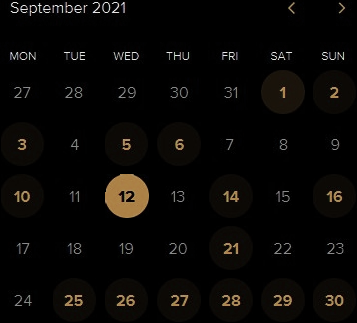 September 2021
MON TUE WED THU FRI SAT SUN
27 28 29 30 31 1 2
3 4 5 6 7 8 9
10 11 12 13 14 15 16
17 18 19 20 21 22 23
24 25 26 27 28 29 30